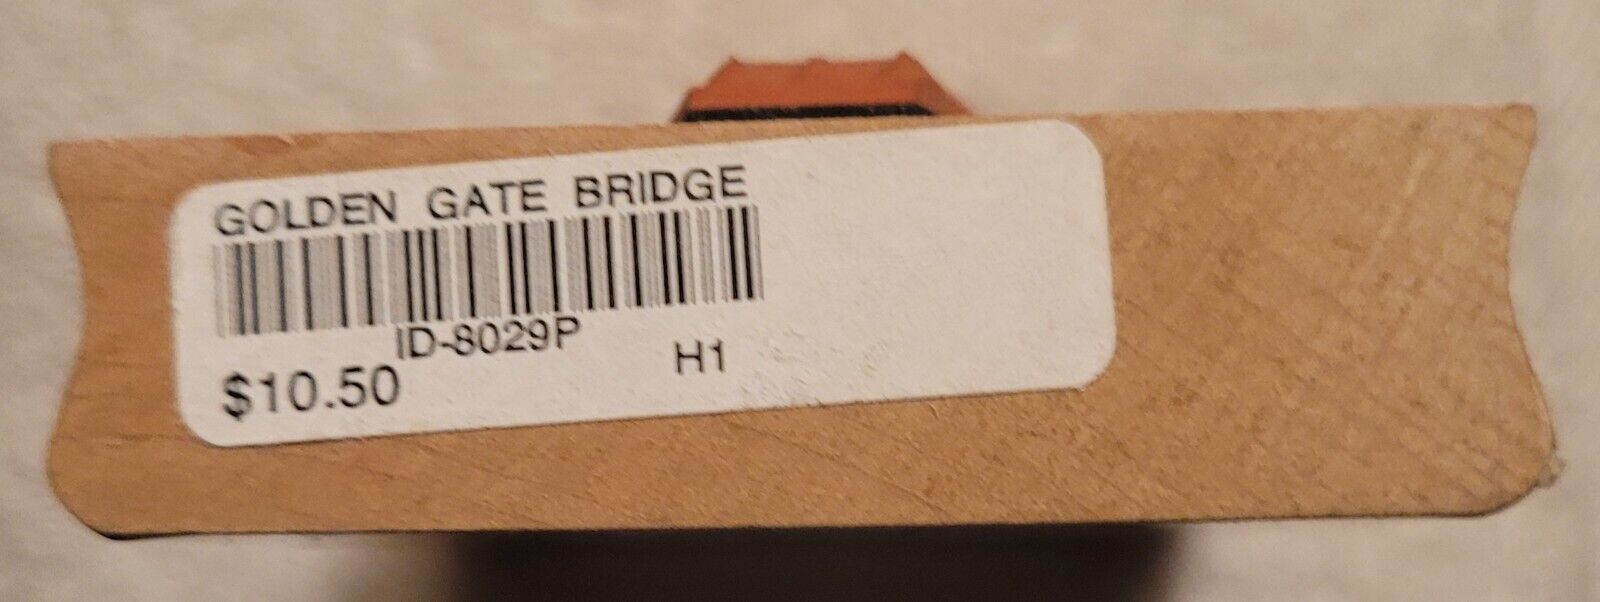 GOLDEN GATE BRIDGE
ID-8029P
$10.50 H1